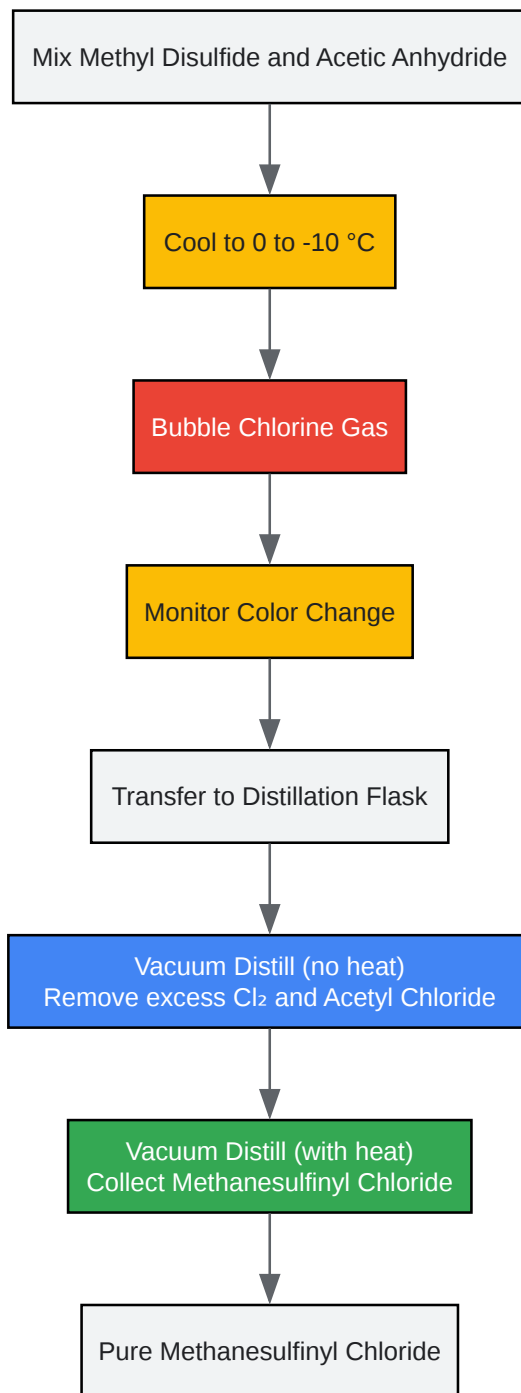 Mix Methyl Disulfide and Acetic Anhydride
Cool to 0 to -10 °C
Bubble Chlorine Gas
Monitor Color Change
Transfer to Distillation Flask
Vacuum Distill (no heat)
Remove excess Cl₂ and Acetyl Chloride
Vacuum Distill (with heat)
Collect Methanesulfinyl Chloride
Pure Methanesulfinyl Chloride